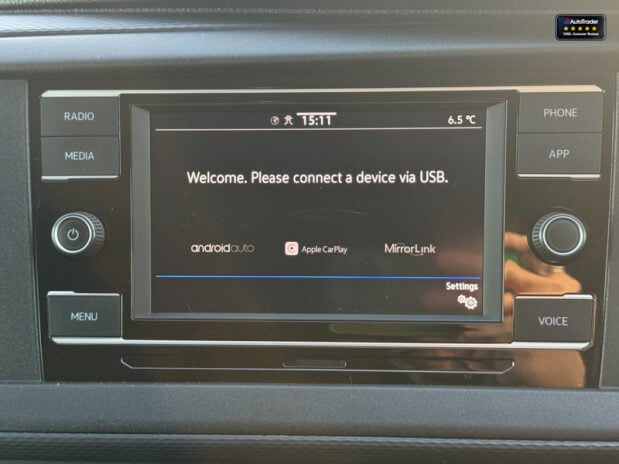 AutoTrader
RADIO
MEDIA
MENU
15:11
6.5 °C
Welcome. Please connect a device via USB.
androidauto
Apple CarPlay
MirrorLink
Settings
PHONE
APP
VOICE